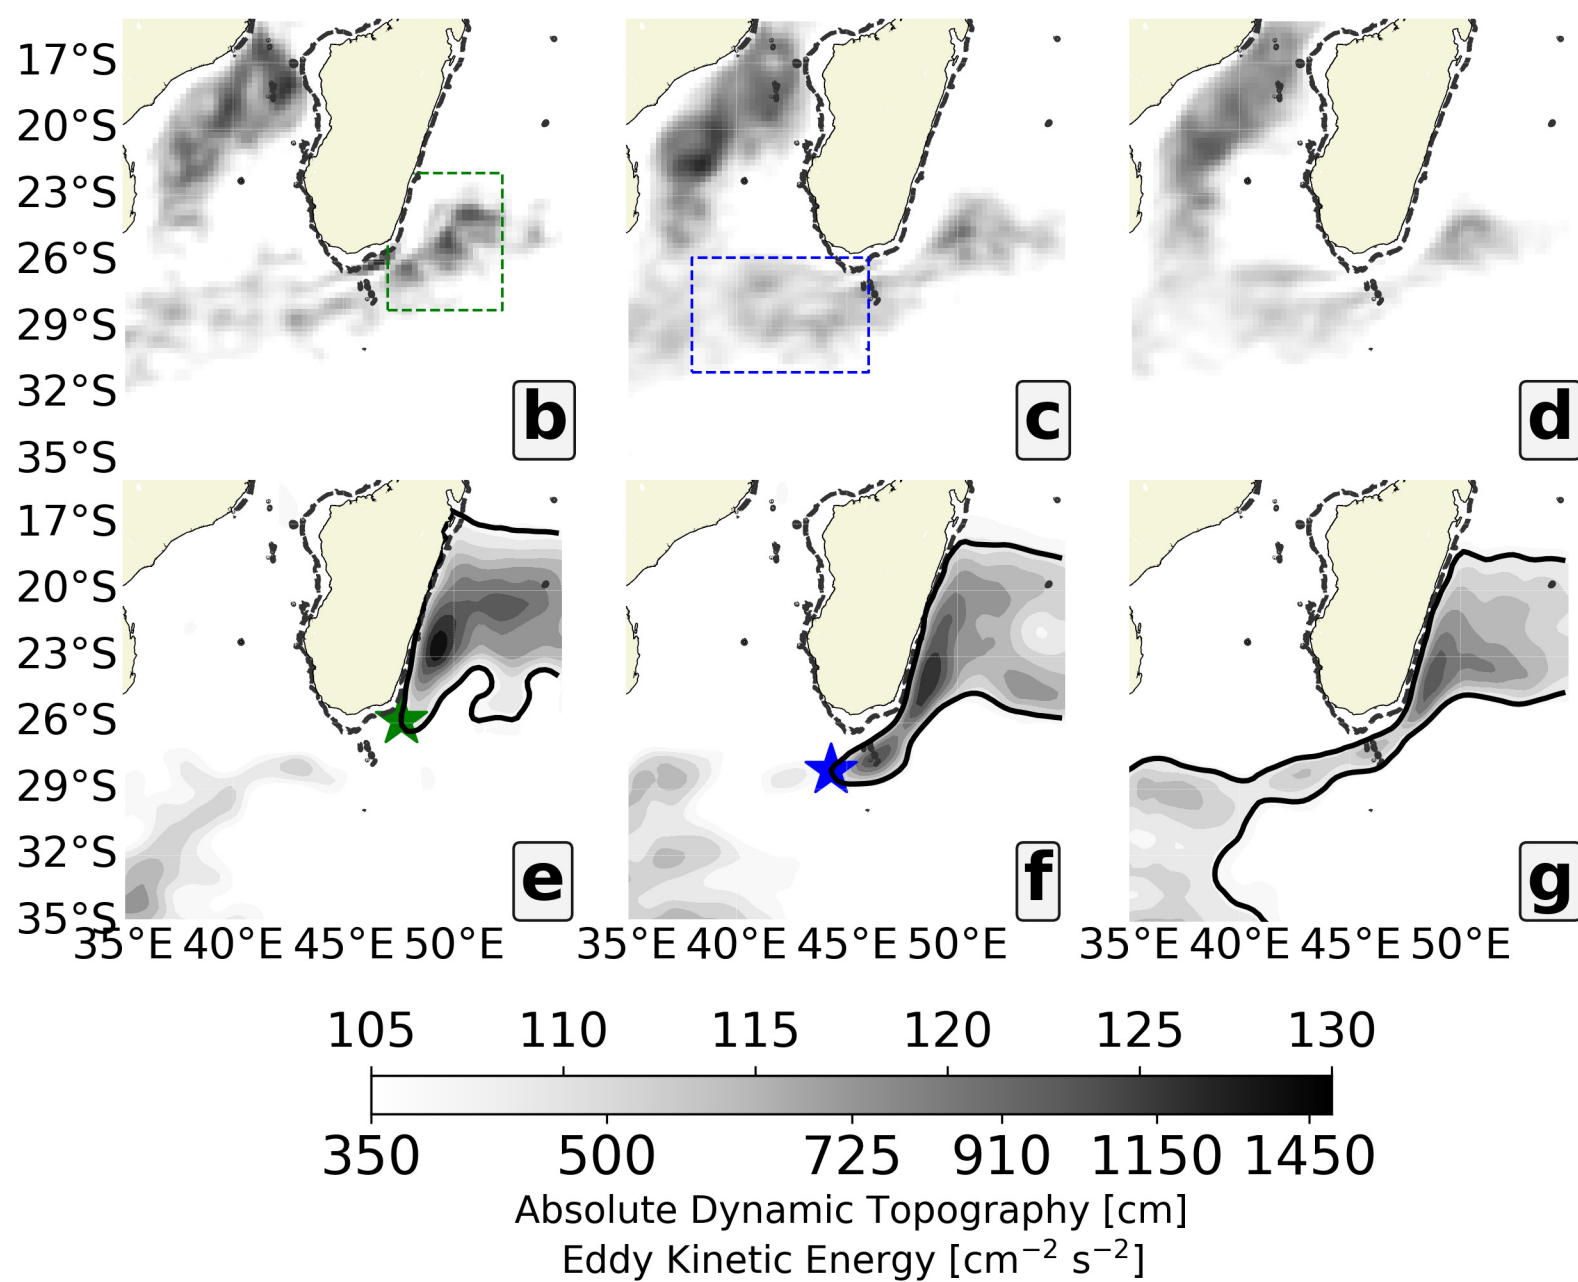 17°S
20°S
23°S
26°S
29°S
32°S
35°S
b
c
d
17°S
20°S
23°S
26°S
29°S
32°S
35°S
e
f
g
35°E 40°E 45°E 50°E 35°E 40°E 45°E 50°E 35°E 40°E 45°E 50°E
105 110 115 120 125 130
350 500 725 910 1150 1450
Absolute Dynamic Topography [cm]
Eddy Kinetic Energy [cm⁻² s⁻²]